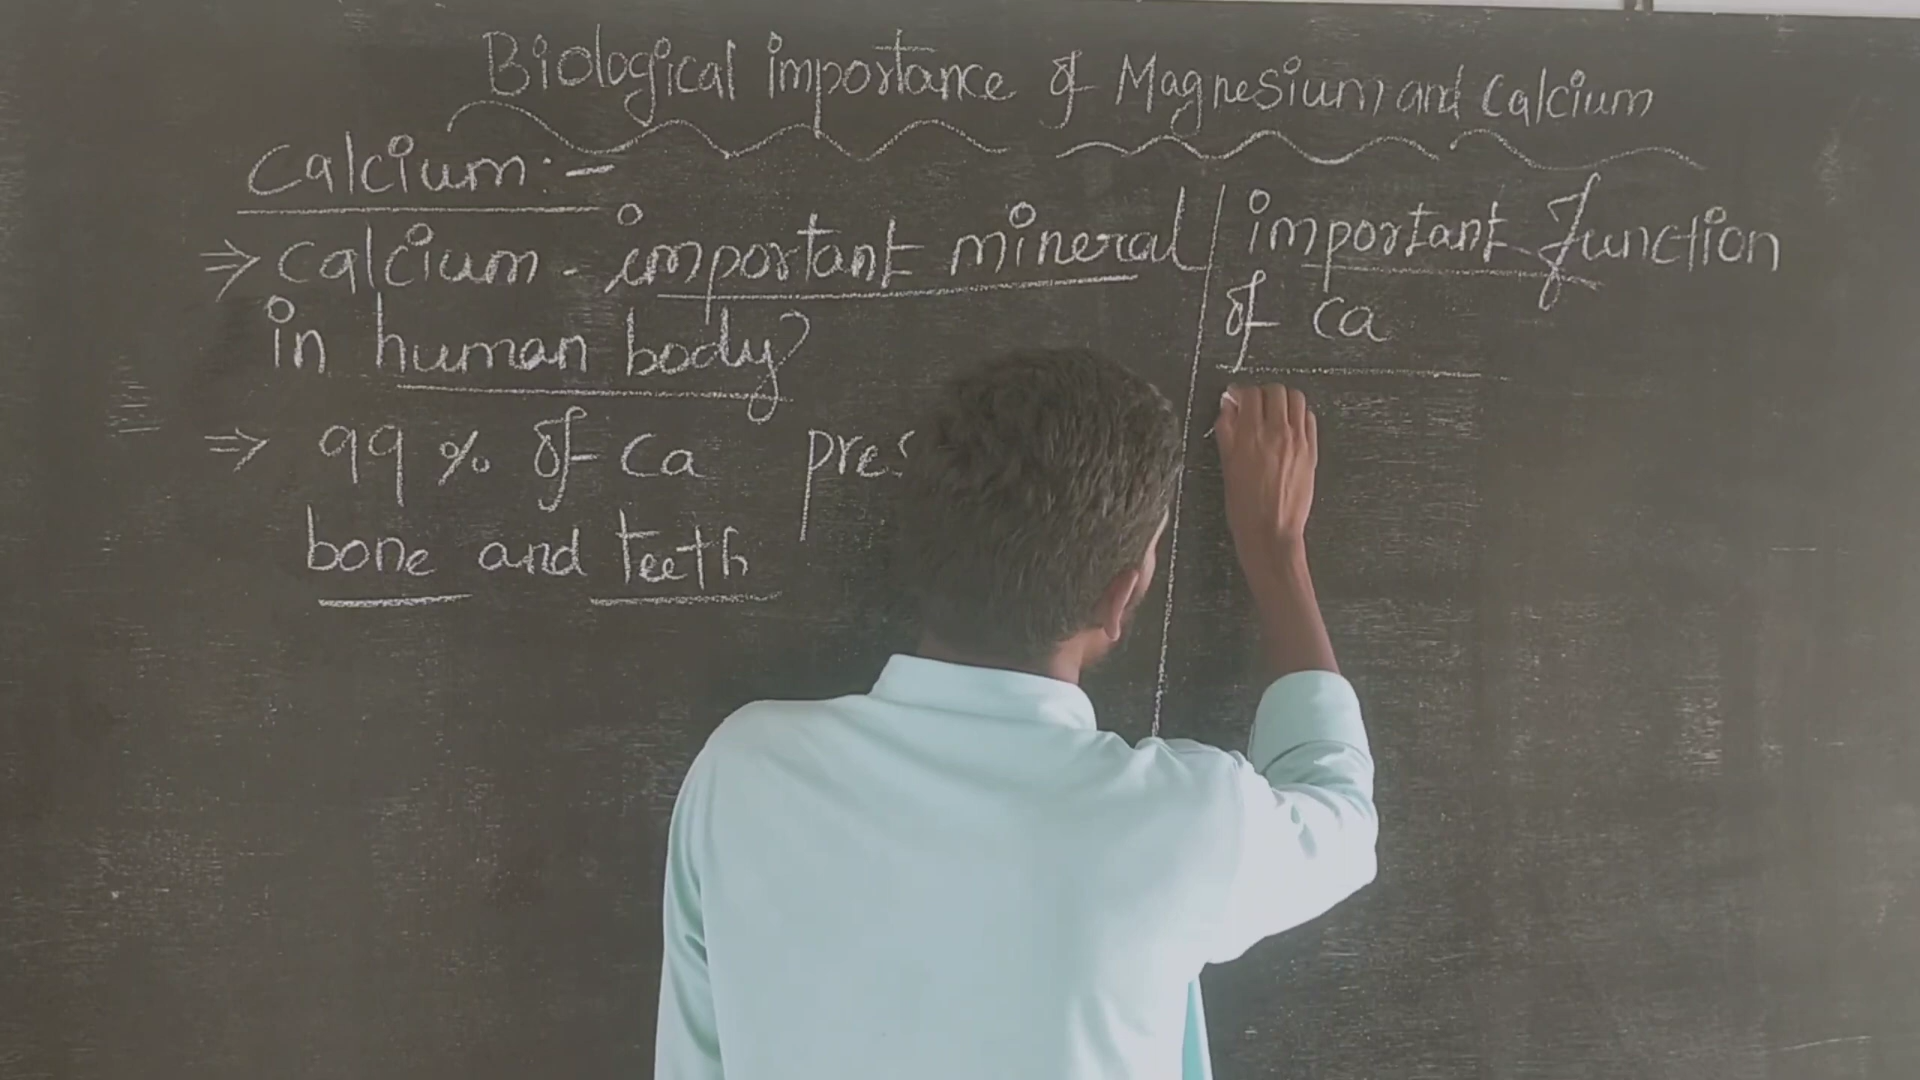 Biological importance of Magnesium and Calcium
Calcium:-
⇒ Calcium - important mineral
in human body?
⇒ 99 % of Ca
bone and teeth
important function
of Ca